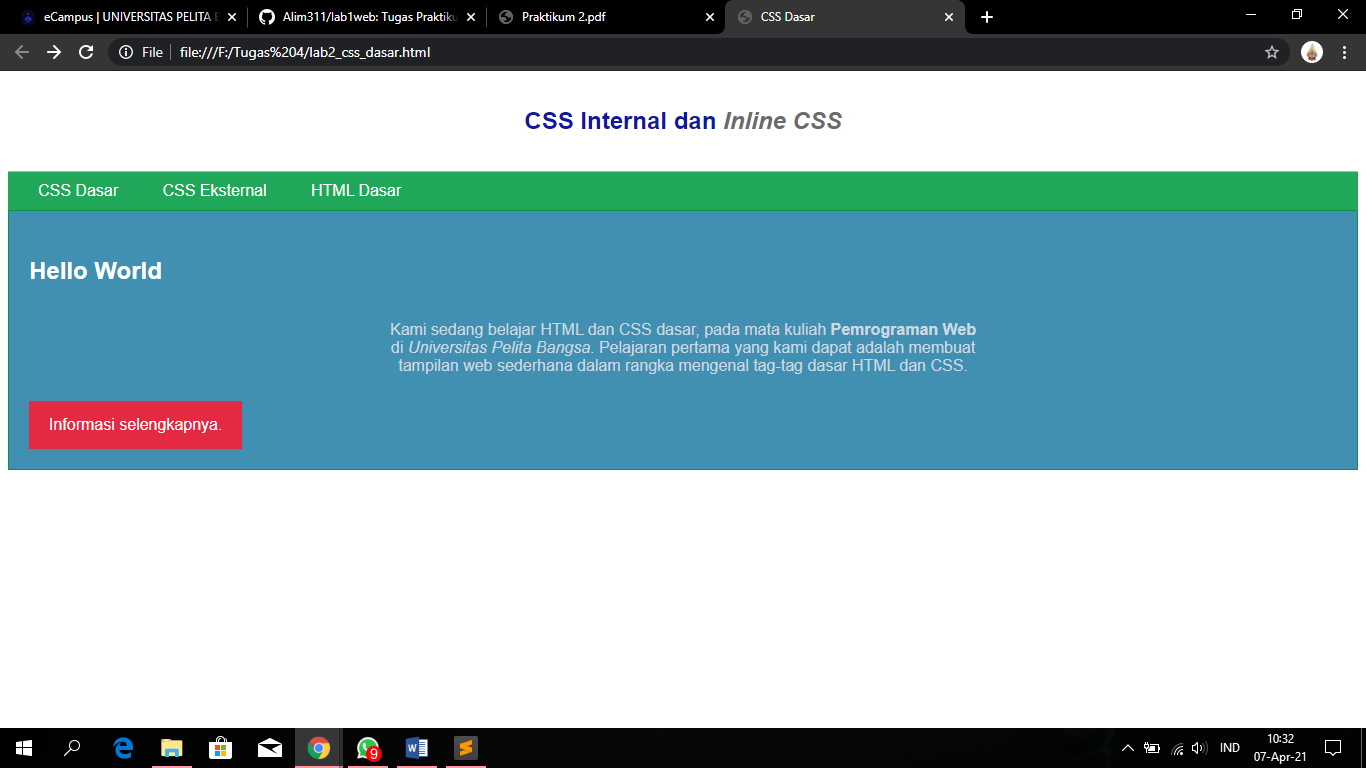 eCampus | UNIVERSITAS PELITA
Alim311/lab1web: Tugas Praktiku
Praktikum 2.pdf
CSS Dasar
File
file:///F:/Tugas%204/lab2_css_dasar.html
CSS Internal dan Inline CSS
CSS Dasar CSS Eksternal HTML Dasar
Hello World
Kami sedang belajar HTML dan CSS dasar, pada mata kuliah Pemrograman Web
di Universitas Pelita Bangsa. Pelajaran pertama yang kami dapat adalah membuat
tampilan web sederhana dalam rangka mengenal tag-tag dasar HTML dan CSS.
Informasi selengkapnya.
9
IND
10:32
07-Apr-21